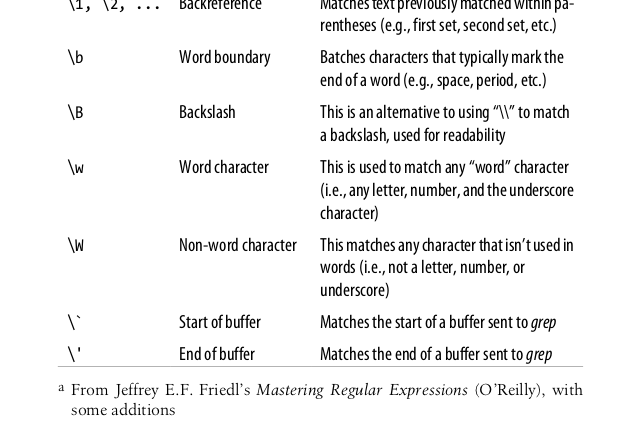 \1, \2, ... Backreference Matches text previously matched within pa-
rentheses (e.g., first set, second set, etc.)
\b Word boundary Batches characters that typically mark the
end of a word (e.g., space, period, etc.)
\B Backslash This is an alternative to using “\\” to match
a backslash, used for readability
\w Word character This is used to match any “word” character
(i.e., any letter, number, and the underscore
character)
\W Non-word character This matches any character that isn’t used in
words (i.e., not a letter, number, or
underscore)
\` Start of buffer Matches the start of a buffer sent to grep
\' End of buffer Matches the end of a buffer sent to grep
a From Jeffrey E.F. Friedl’s Mastering Regular Expressions (O’Reilly), with
some additions